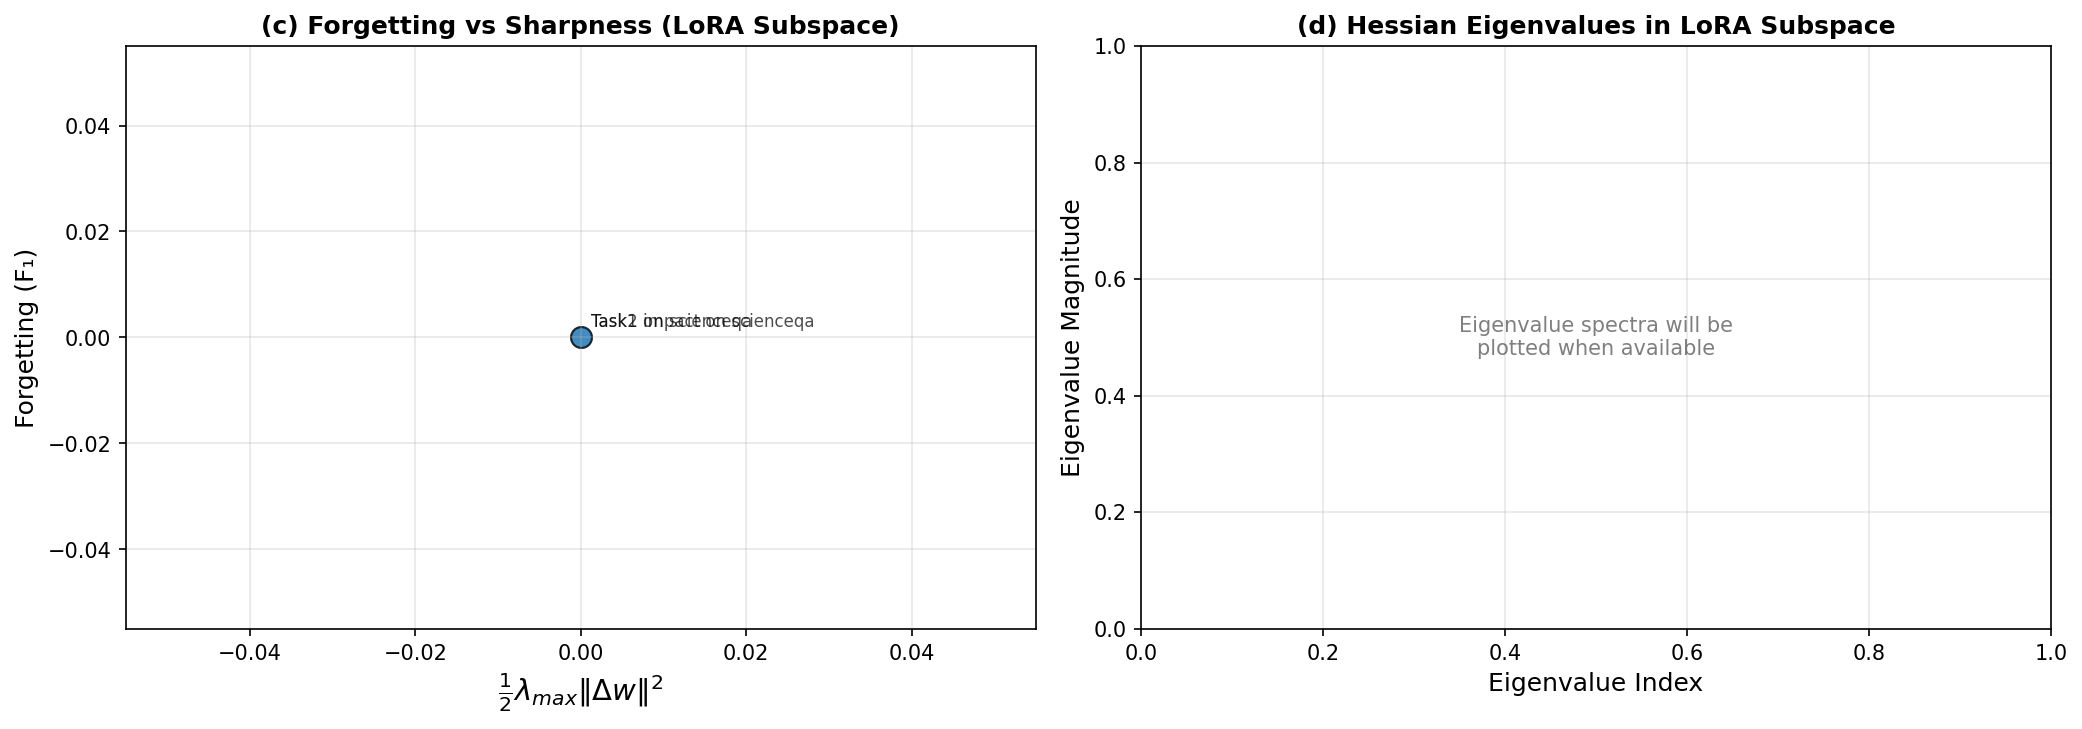 (c) Forgetting vs Sharpness (LoRA Subspace)
Forgetting (F₁)
0.04
0.02
0.00
−0.02
−0.04
−0.04
−0.02
0.00
0.02
0.04
½λmax‖Δw‖²
(d) Hessian Eigenvalues in LoRA Subspace
Eigenvalue Magnitude
1.0
0.8
0.6
0.4
0.2
0.0
Eigenvalue spectra will be
plotted when available
0.0
0.2
0.4
0.6
0.8
1.0
Eigenvalue Index